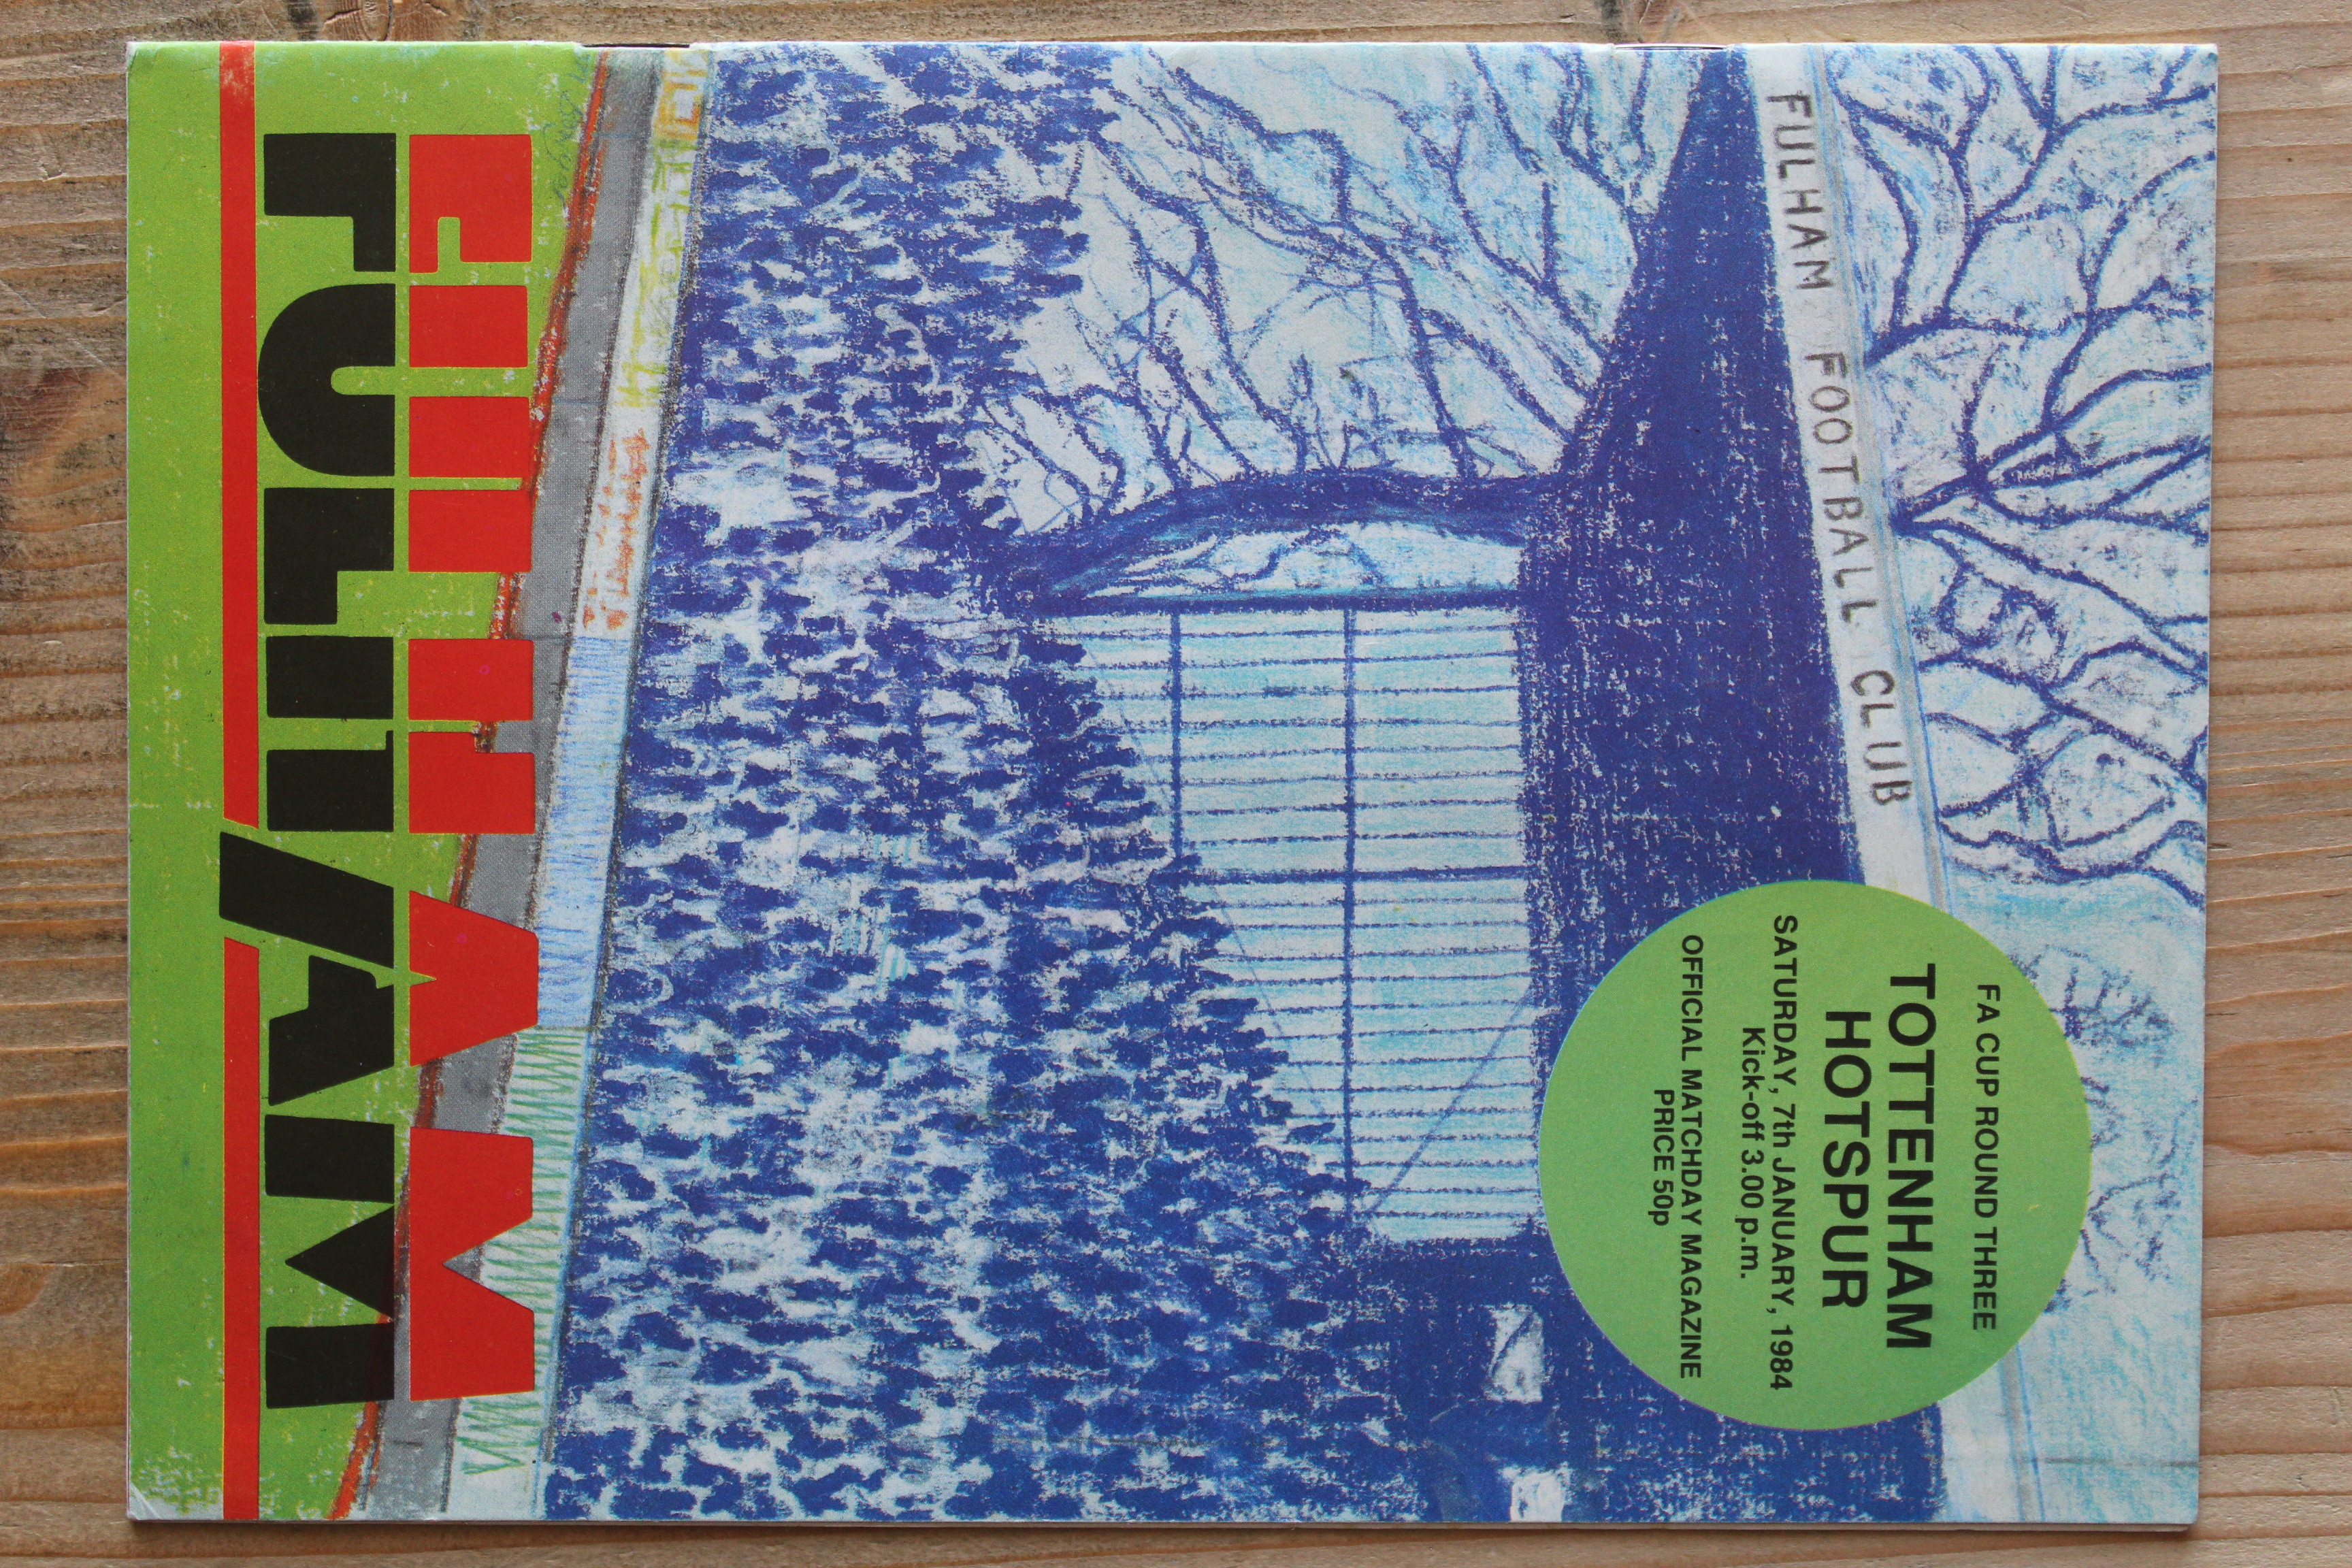 FULHAM FOOTBALL CLUB
FA CUP ROUND THREE
TOTTENHAM
HOTSPUR
SATURDAY, 7th JANUARY, 1984
Kick-off 3.00 p.m.
OFFICIAL MATCHDAY MAGAZINE
PRICE 50p
FULHAM
FULHAM